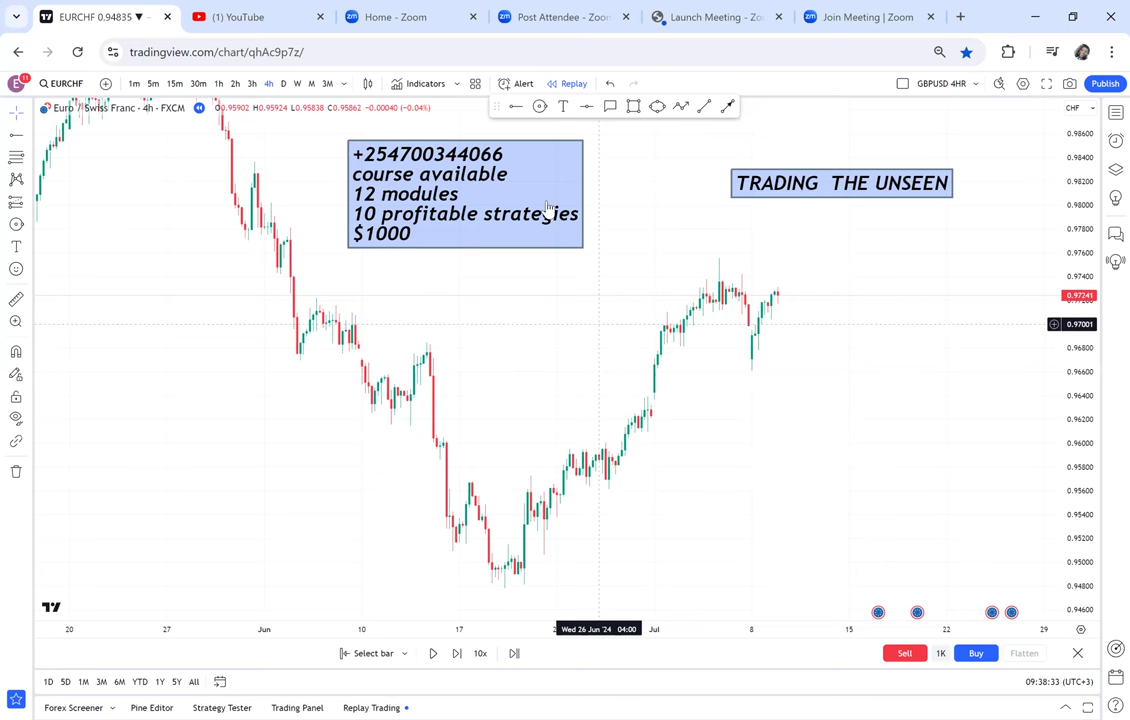 EURCHF 0.94835 ▼
(1) YouTube
Home - Zoom
Post Attendee - Zoom
Launch Meeting - Zoom
Join Meeting | Zoom
tradingview.com/chart/qhAc9p7z/
E 11 EURCHF 1m 5m 15m 30m 1h 2h 3h 4h D W M 3M Indicators Alert Replay GBPUSD 4HR Publish
Euro / Swiss Franc · 4h · FXCM O0.95902 H0.95924 L0.95838 C0.95862 −0.00040 (−0.04%)
CHF
+254700344066
course available
12 modules
10 profitable strategies
$1000
TRADING THE UNSEEN
0.98600
0.98400
0.98200
0.98000
0.97800
0.97600
0.97400
0.97241
0.97001
0.96800
0.96600
0.96400
0.96200
0.96000
0.95800
0.95600
0.95400
0.95200
0.95000
0.94800
0.94600
20 27 Jun 10 17 Wed 26 Jun '24 04:00 Jul 8 15 22 29
Select bar 10x Sell 1K Buy Flatten
1D 5D 1M 3M 6M YTD 1Y 5Y All 09:38:33 (UTC+3)
Forex Screener Pine Editor Strategy Tester Trading Panel Replay Trading